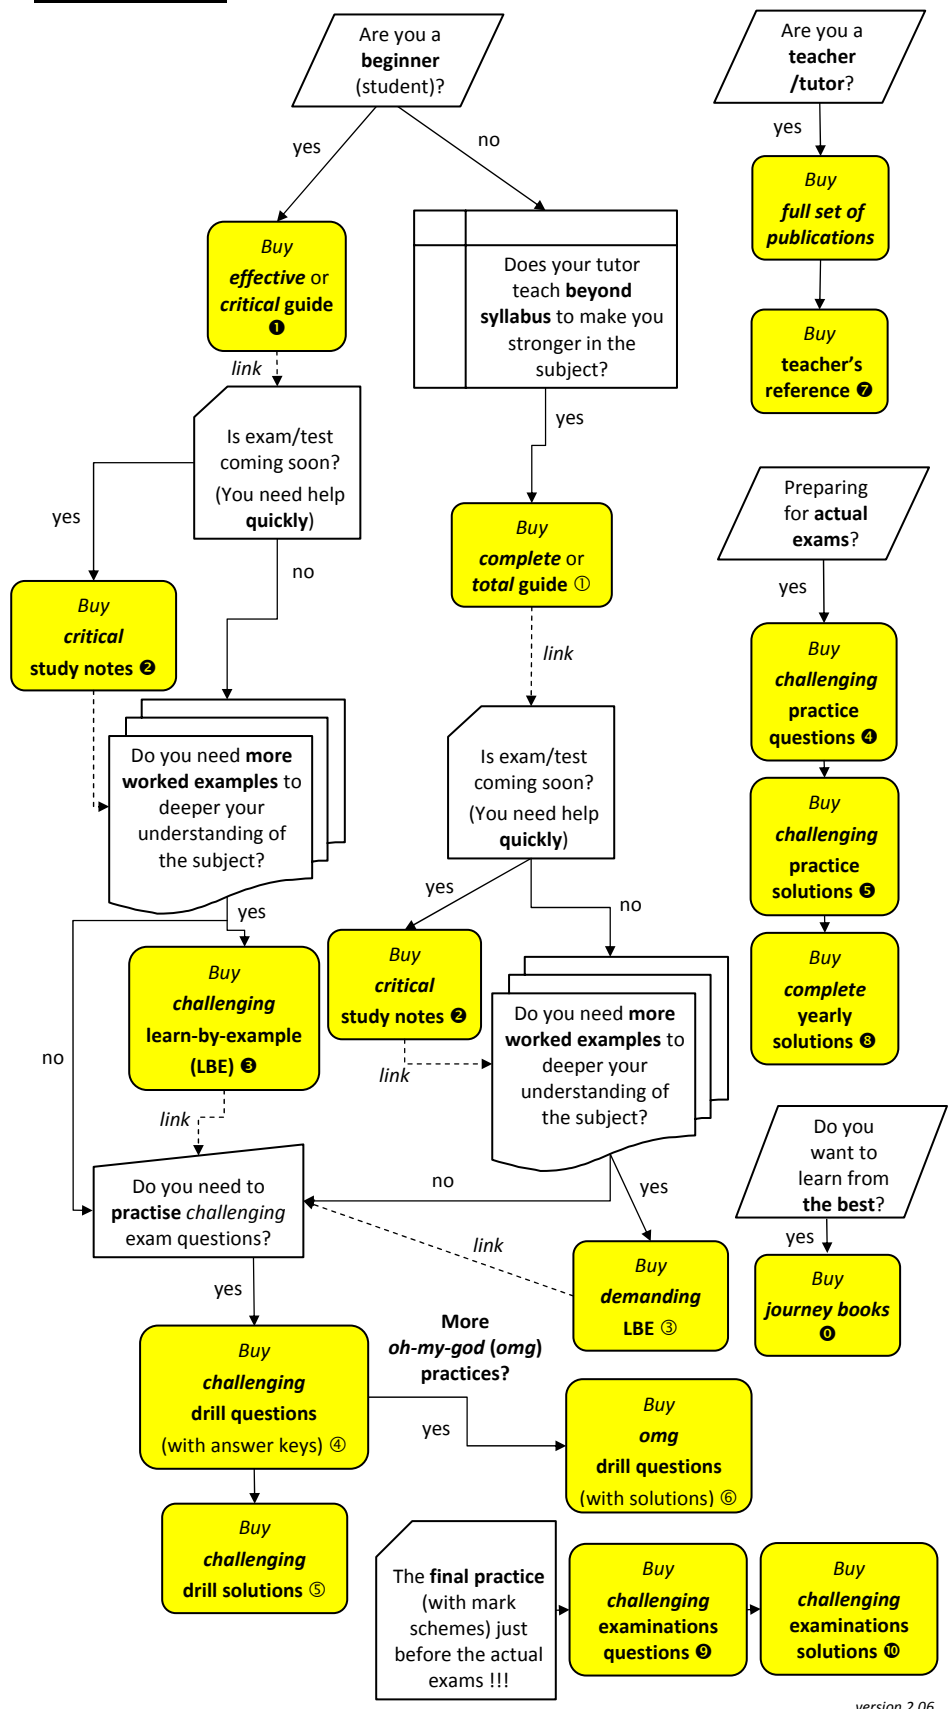 Are you a
beginner
(student)?
yes
no
Buy
effective or
critical guide
❶
link
Is exam/test
coming soon?
(You need help
quickly)
yes
no
Buy
critical
study notes ❷
Do you need more
worked examples to
deeper your
understanding of
the subject?
yes
no
Buy
challenging
learn-by-example
(LBE) ❸
link
Do you need to
practise challenging
exam questions?
yes
Buy
challenging
drill questions
(with answer keys) ④
Buy
challenging
drill solutions ⑤
Does your tutor
teach beyond
syllabus to make you
stronger in the
subject?
yes
Buy
complete or
total guide ①
link
Is exam/test
coming soon?
(You need help
quickly)
yes
no
Buy
critical
study notes ❷
link
Do you need more
worked examples to
deeper your
understanding of
the subject?
no
yes
link
Buy
demanding
LBE ③
More
oh-my-god (omg)
practices?
yes
Buy
omg
drill questions
(with solutions) ⑥
The final practice
(with mark
schemes) just
before the actual
exams !!!
Buy
challenging
examinations
questions ❾
Buy
challenging
examinations
solutions ❿
Are you a
teacher
/tutor?
yes
Buy
full set of
publications
Buy
teacher's
reference ❼
Preparing
for actual
exams?
yes
Buy
challenging
practice
questions ❹
Buy
challenging
practice
solutions ❺
Buy
complete
yearly
solutions ❽
Do you
want to
learn from
the best?
yes
Buy
journey books
⓿
version 2.06